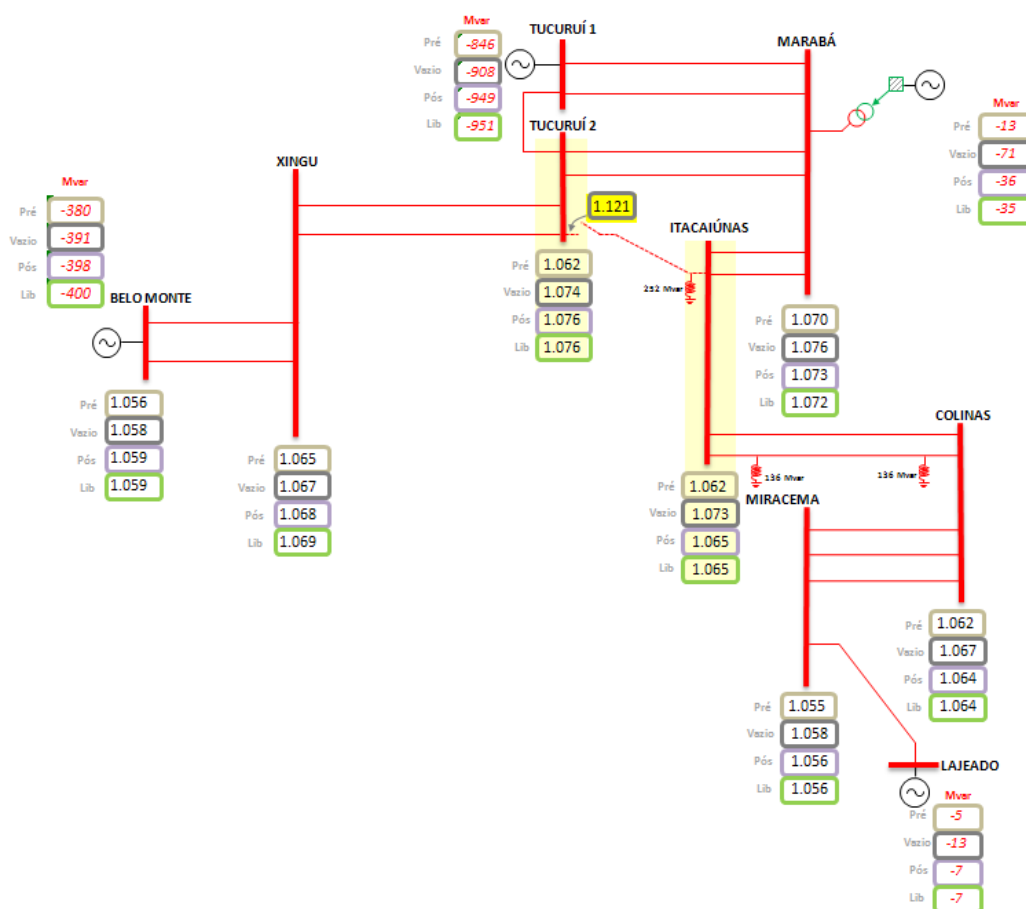 Mvar
Pré -846
Vazio -908
Pós -949
Lib -951
TUCURUÍ 1
MARABÁ
TUCURUÍ 2
Mvar
Pré -13
Vazio -71
Pós -36
Lib -35
XINGU
Mvar
Pré -380
Vazio -391
Pós -398
Lib -400
1.121
ITACAIÚNAS
252 Mvar
BELO MONTE
Pré 1.062
Vazio 1.074
Pós 1.076
Lib 1.076
Pré 1.070
Vazio 1.076
Pós 1.073
Lib 1.072
Pré 1.056
Vazio 1.058
Pós 1.059
Lib 1.059
COLINAS
Pré 1.065
Vazio 1.067
Pós 1.068
Lib 1.069
136 Mvar
136 Mvar
Pré 1.062
Vazio 1.073
Pós 1.065
Lib 1.065
MIRACEMA
Pré 1.062
Vazio 1.067
Pós 1.064
Lib 1.064
Pré 1.055
Vazio 1.058
Pós 1.056
Lib 1.056
LAJEADO
Mvar
Pré -5
Vazio -13
Pós -7
Lib -7